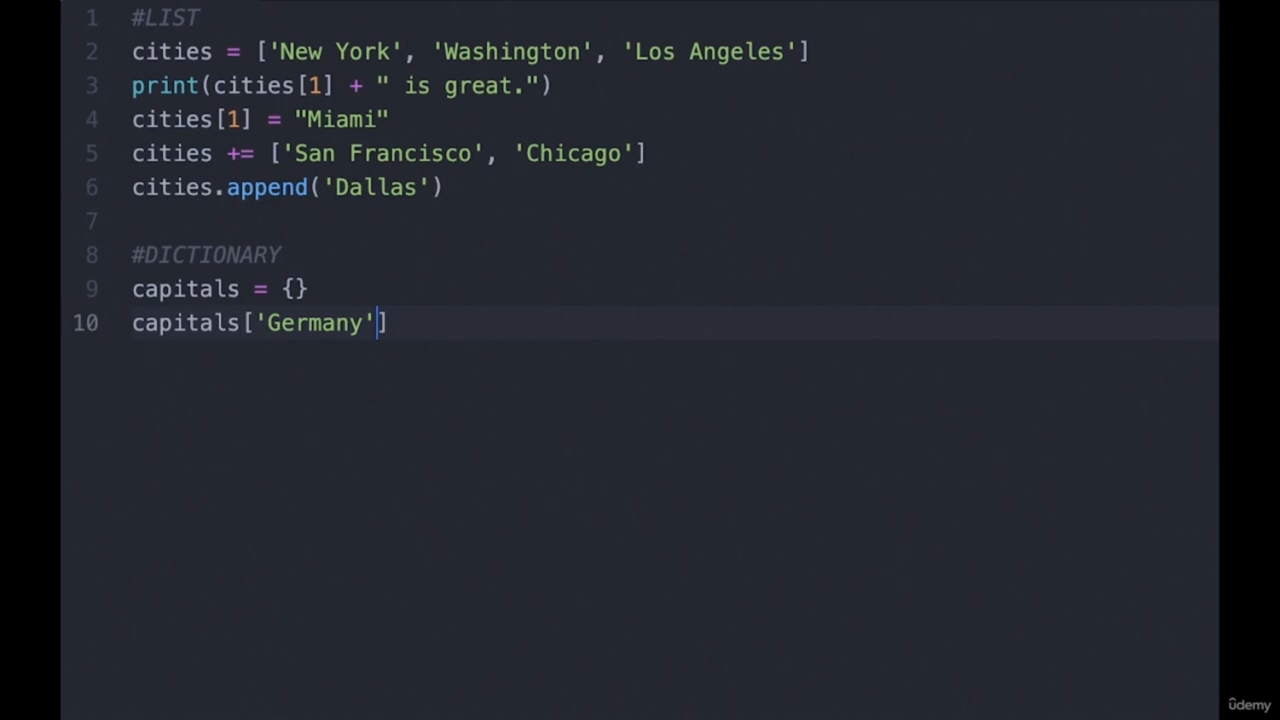 1 #LIST
2 cities = ['New York', 'Washington', 'Los Angeles']
3 print(cities[1] + " is great.")
4 cities[1] = "Miami"
5 cities += ['San Francisco', 'Chicago']
6 cities.append('Dallas')
7
8 #DICTIONARY
9 capitals = {}
10 capitals['Germany']
ûdemy